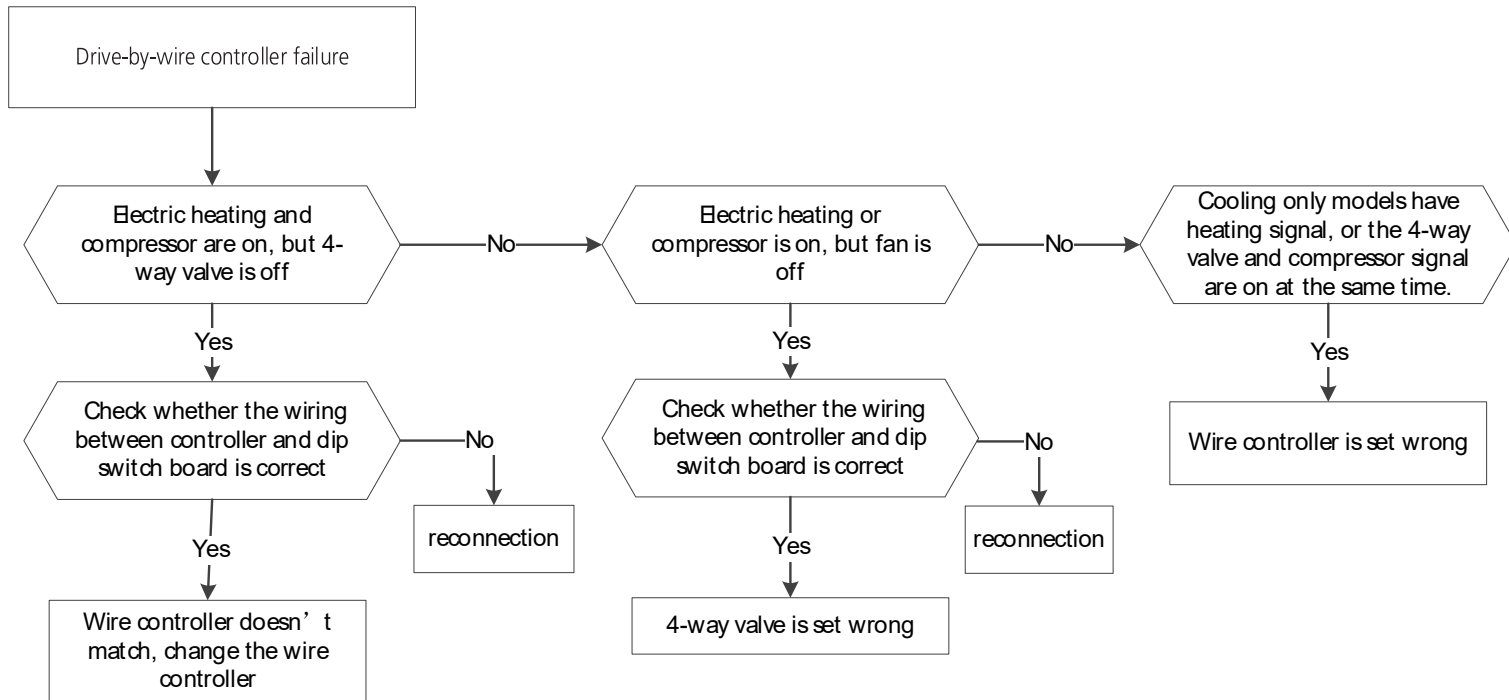 Drive-by-wire controller failure
Electric heating and
compressor are on, but 4-
way valve is off
No
Electric heating or
compressor is on, but fan is
off
No
Cooling only models have
heating signal, or the 4-way
valve and compressor signal
are on at the same time.
Yes
Yes
Yes
Check whether the wiring
between controller and dip
switch board is correct
No
Check whether the wiring
between controller and dip
switch board is correct
No
Wire controller is set wrong
reconnection
reconnection
Yes
Yes
Wire controller doesn't
match, change the wire
controller
4-way valve is set wrong